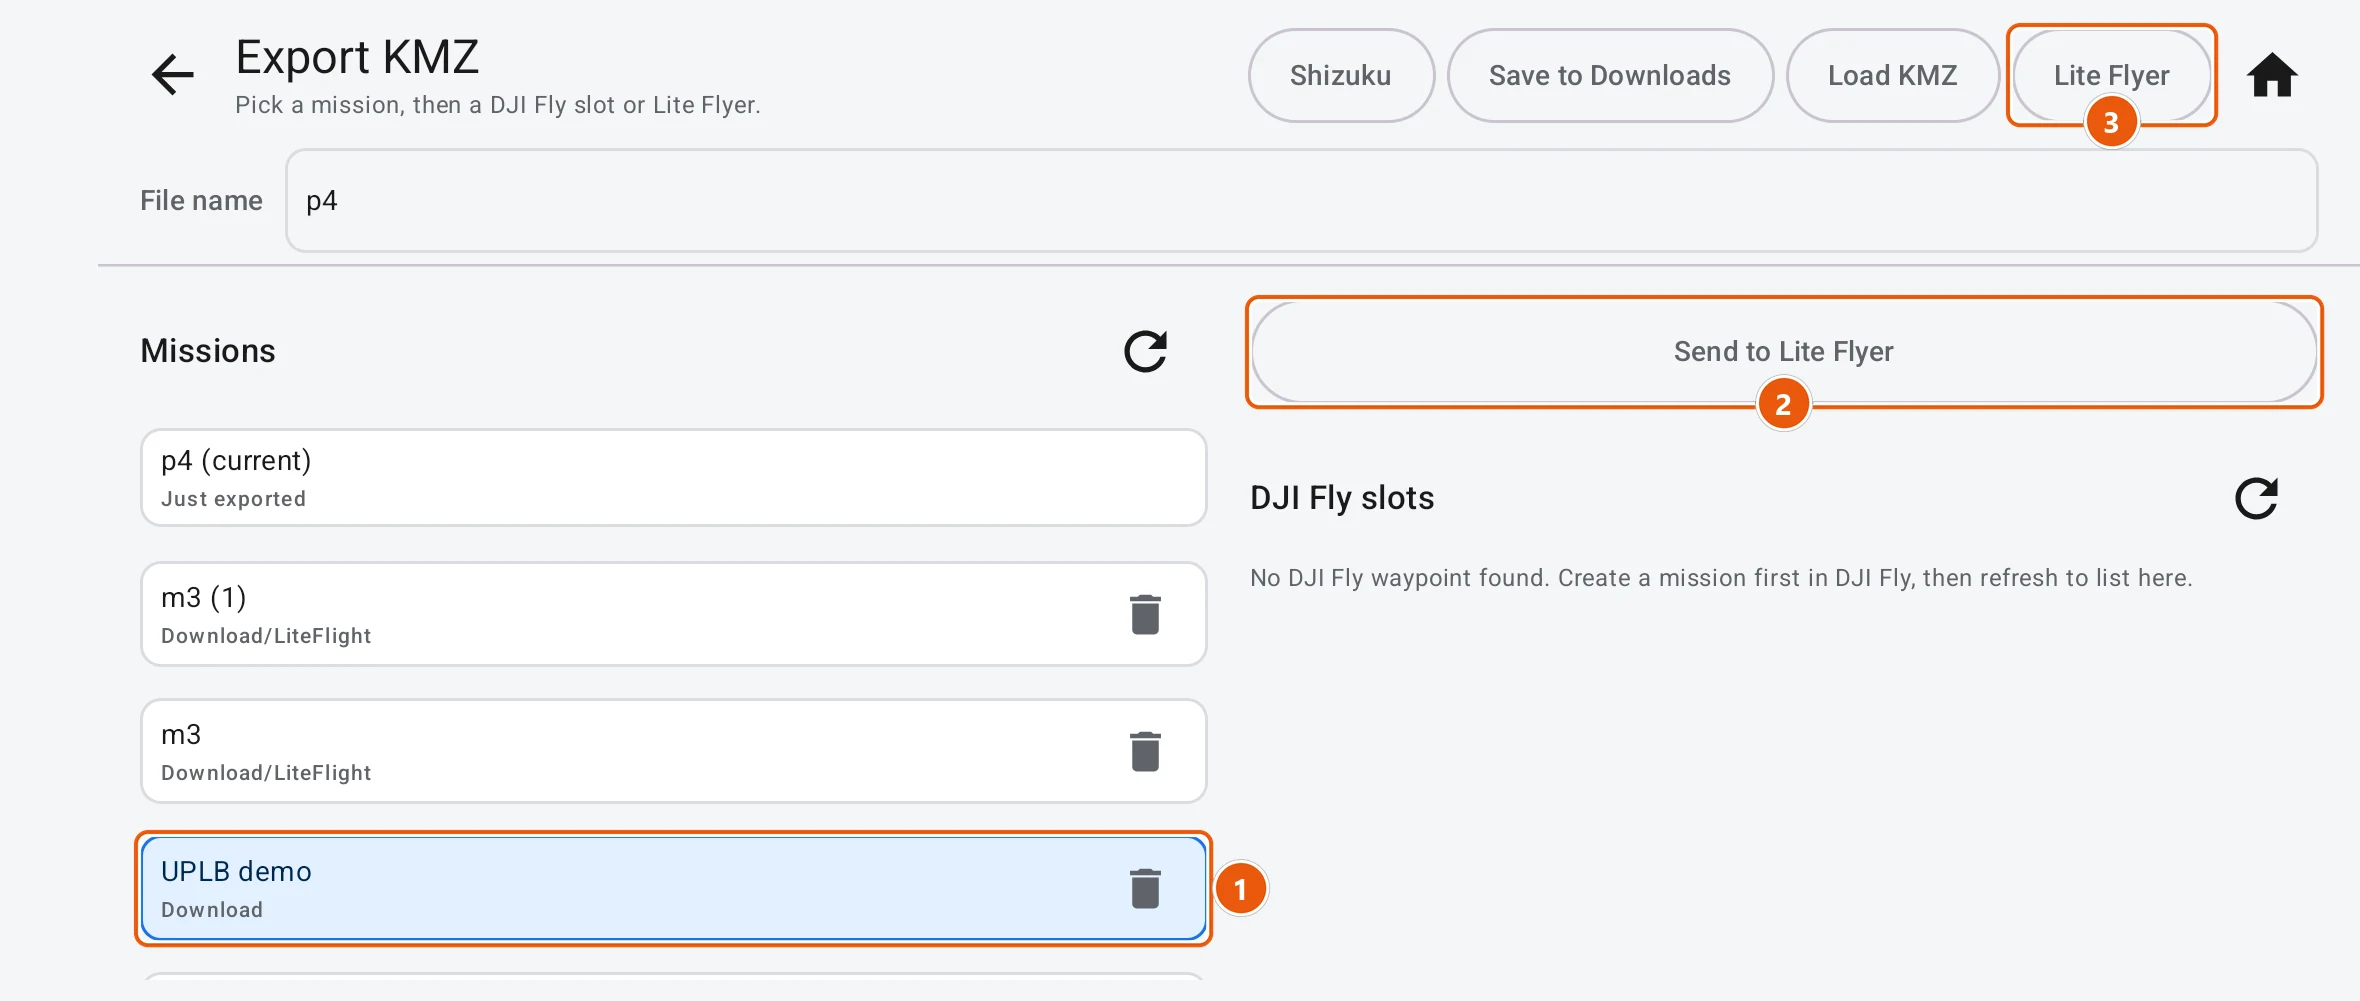 Export KMZ
Pick a mission, then a DJI Fly slot or Lite Flyer.
Shizuku
Save to Downloads
Load KMZ
Lite Flyer
3
File name
p4
Missions
Send to Lite Flyer
2
p4 (current)
Just exported
DJI Fly slots
No DJI Fly waypoint found. Create a mission first in DJI Fly, then refresh to list here.
m3 (1)
Download/LiteFlight
m3
Download/LiteFlight
UPLB demo
Download
1